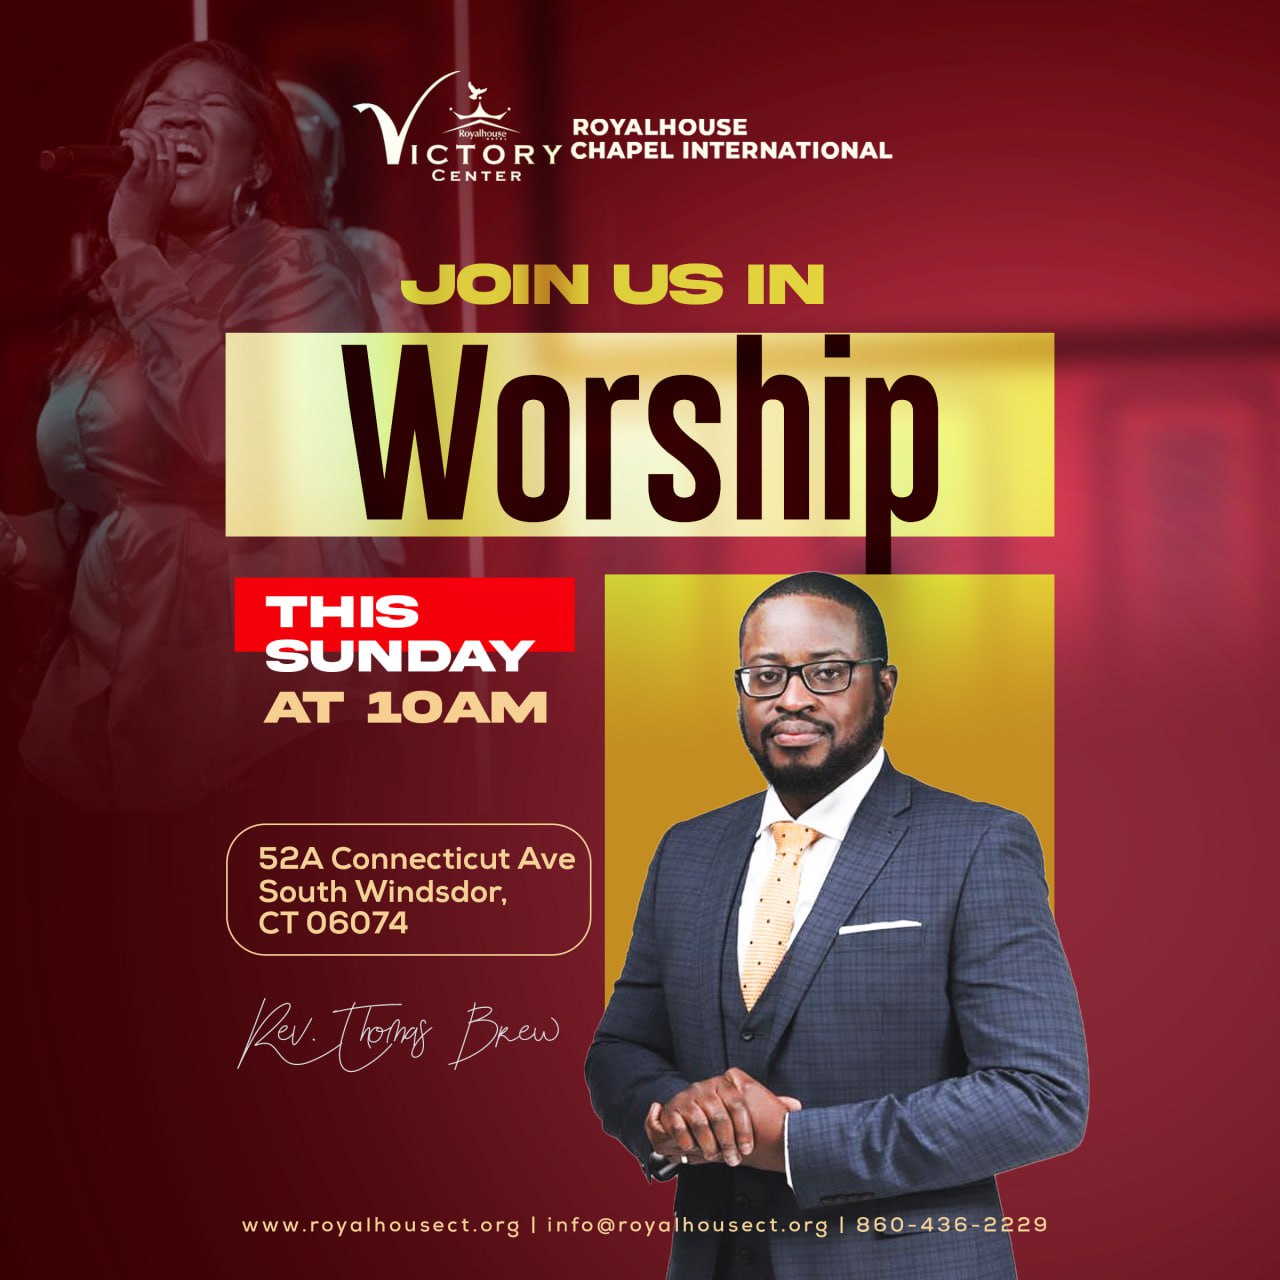 Royalhouse
VICTORY
CENTER
ROYALHOUSE
CHAPEL INTERNATIONAL
JOIN US IN
Worship
THIS
SUNDAY
AT 10AM
52A Connecticut Ave
South Windsdor,
CT 06074
Rev. Thomas Brew
www.royalhousect.org | info@royalhousect.org | 860-436-2229